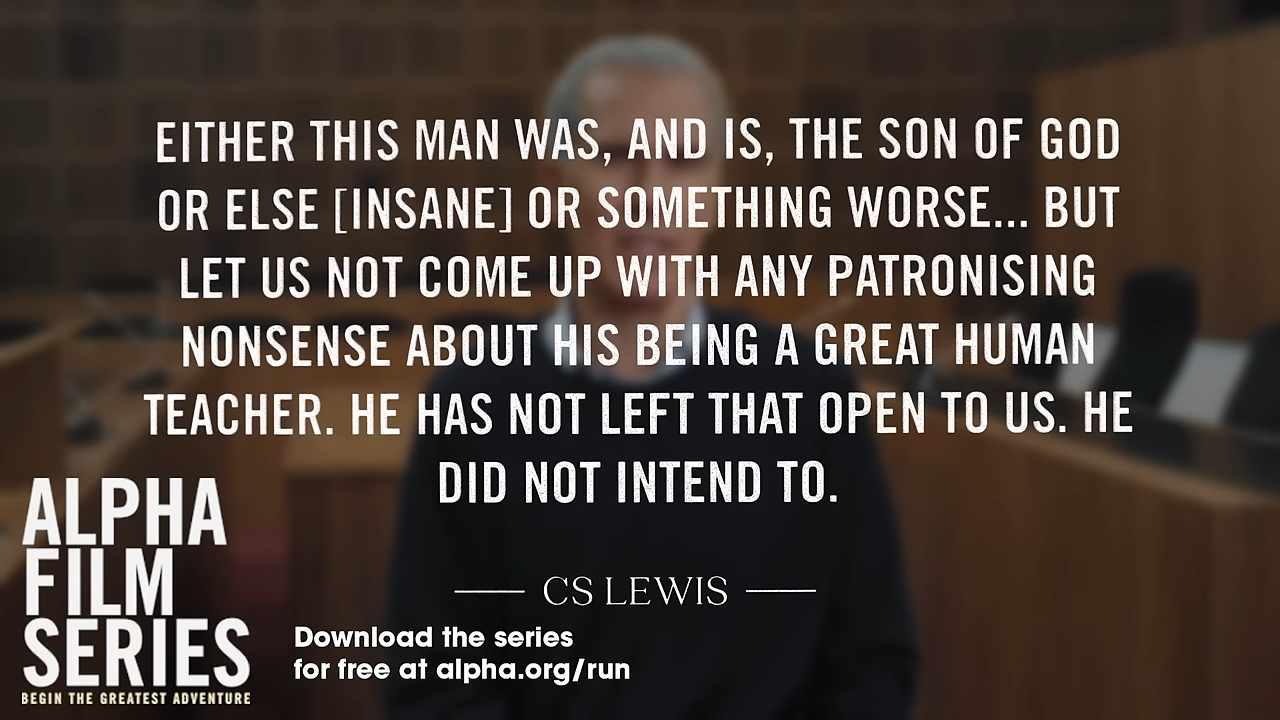 EITHER THIS MAN WAS, AND IS, THE SON OF GOD
OR ELSE [INSANE] OR SOMETHING WORSE... BUT
LET US NOT COME UP WITH ANY PATRONISING
NONSENSE ABOUT HIS BEING A GREAT HUMAN
TEACHER. HE HAS NOT LEFT THAT OPEN TO US. HE
DID NOT INTEND TO.
CS LEWIS
ALPHA
FILM
SERIES
BEGIN THE GREATEST ADVENTURE
Download the series
for free at alpha.org/run